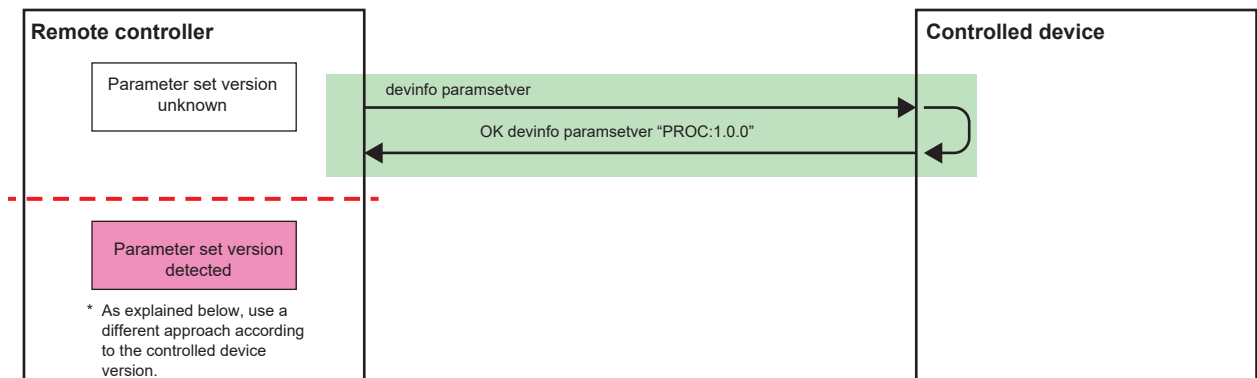 Remote controller
Controlled device
Parameter set version
unknown
devinfo paramsetver
OK devinfo paramsetver “PROC:1.0.0”
Parameter set version
detected
* As explained below, use a
different approach according
to the controlled device
version.